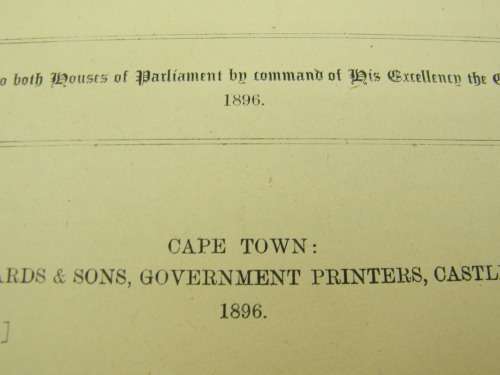 o both Houses of Parliament by command of His Excellency the
1896.
CAPE TOWN:
ARDS & SONS, GOVERNMENT PRINTERS, CASTL
1896.
]